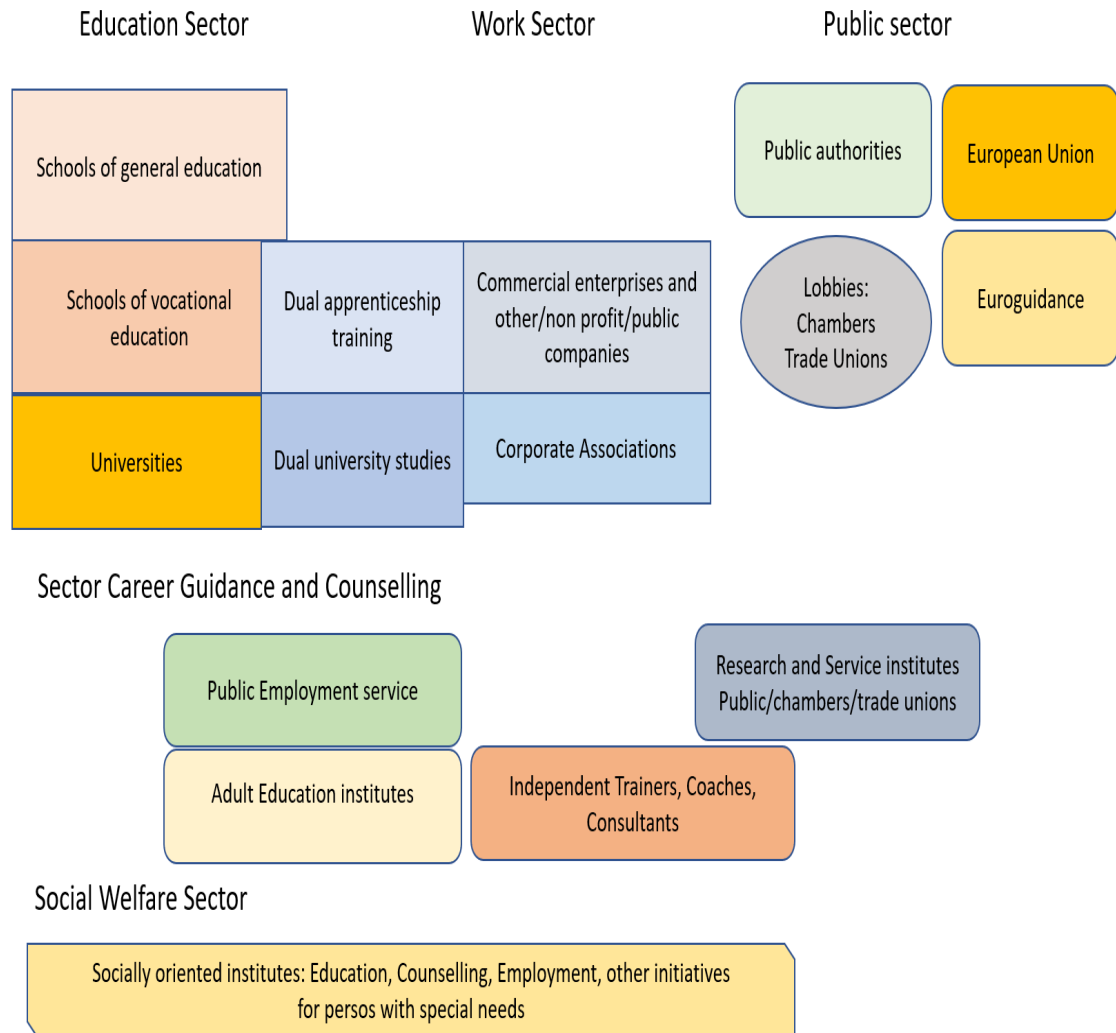 Education Sector
Work Sector
Public sector
Schools of general education
Public authorities
European Union
Schools of vocational
education
Dual apprenticeship
training
Commercial enterprises and
other/non profit/public
companies
Lobbies:
Chambers
Trade Unions
Euroguidance
Universities
Dual university studies
Corporate Associations
Sector Career Guidance and Counselling
Public Employment service
Research and Service institutes
Public/chambers/trade unions
Adult Education institutes
Independent Trainers, Coaches,
Consultants
Social Welfare Sector
Socially oriented institutes: Education, Counselling, Employment, other initiatives
for persos with special needs